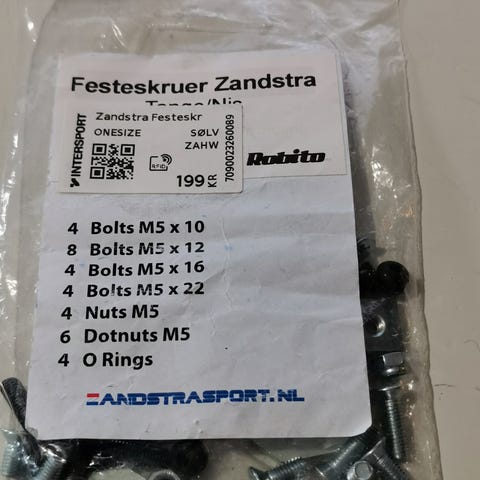 Festeskruer Zandstra
INTERSPORT
Zandstra Festeskr
ONESIZE SØLV
ZAHW
RFID
199 KR
7090023260089
Robito
4 Bolts M5 x 10
8 Bolts M5 x 12
4 Bolts M5 x 16
4 Bolts M5 x 22
4 Nuts M5
6 Dotnuts M5
4 O Rings
ZANDSTRASPORT.NL